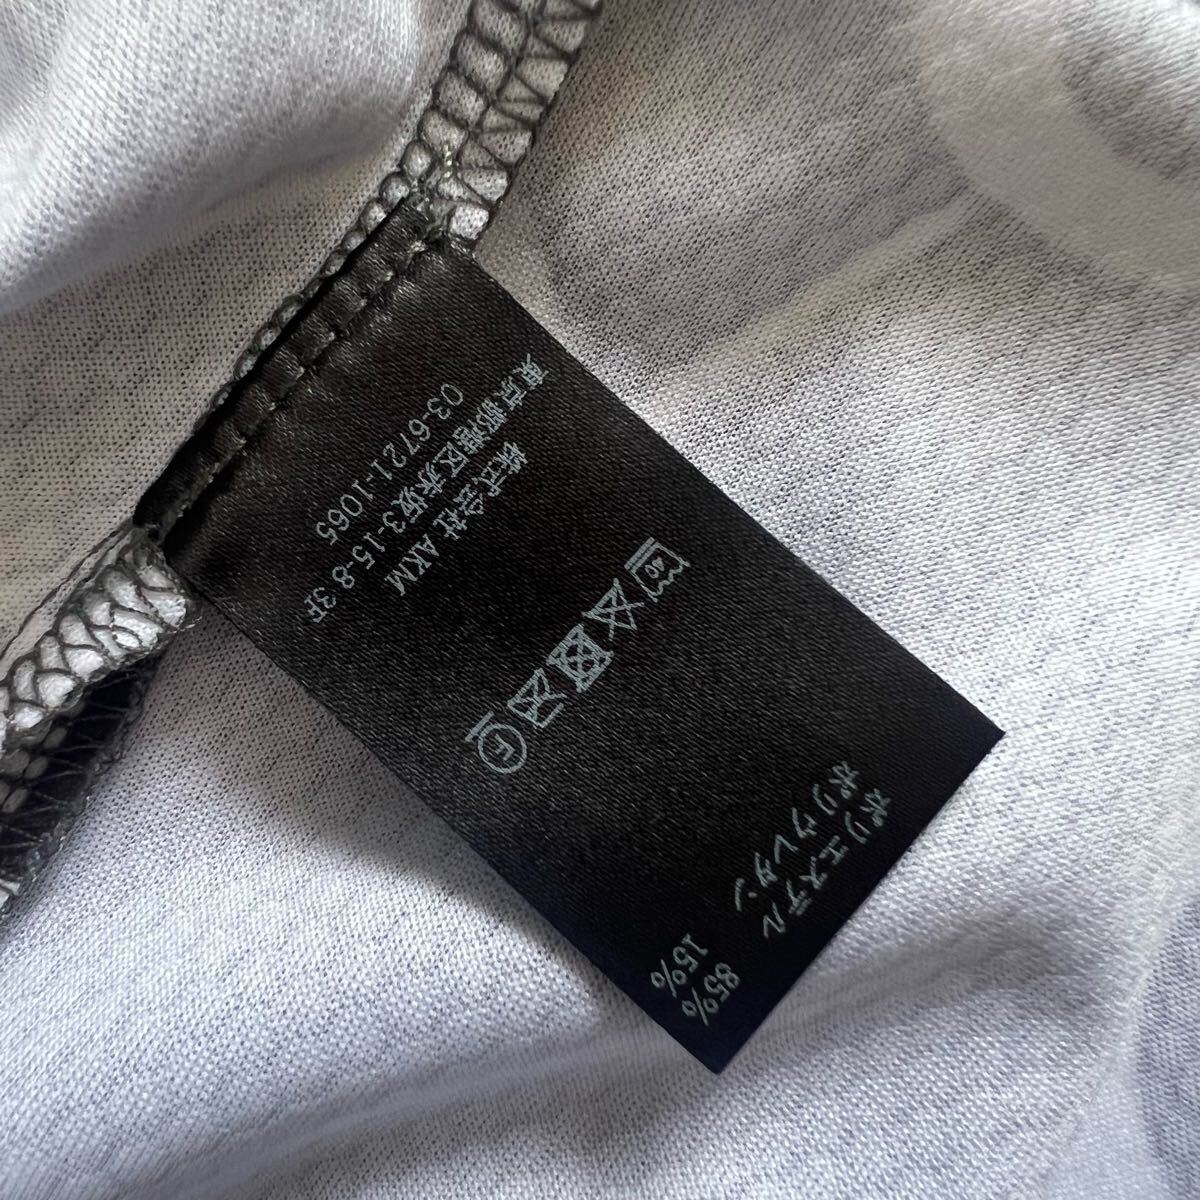 ポリエステル 85%
ポリウレタン 15%
40
F
株式会社 AKM
東京都港区赤坂3-15-8 3F
03-6721-1065